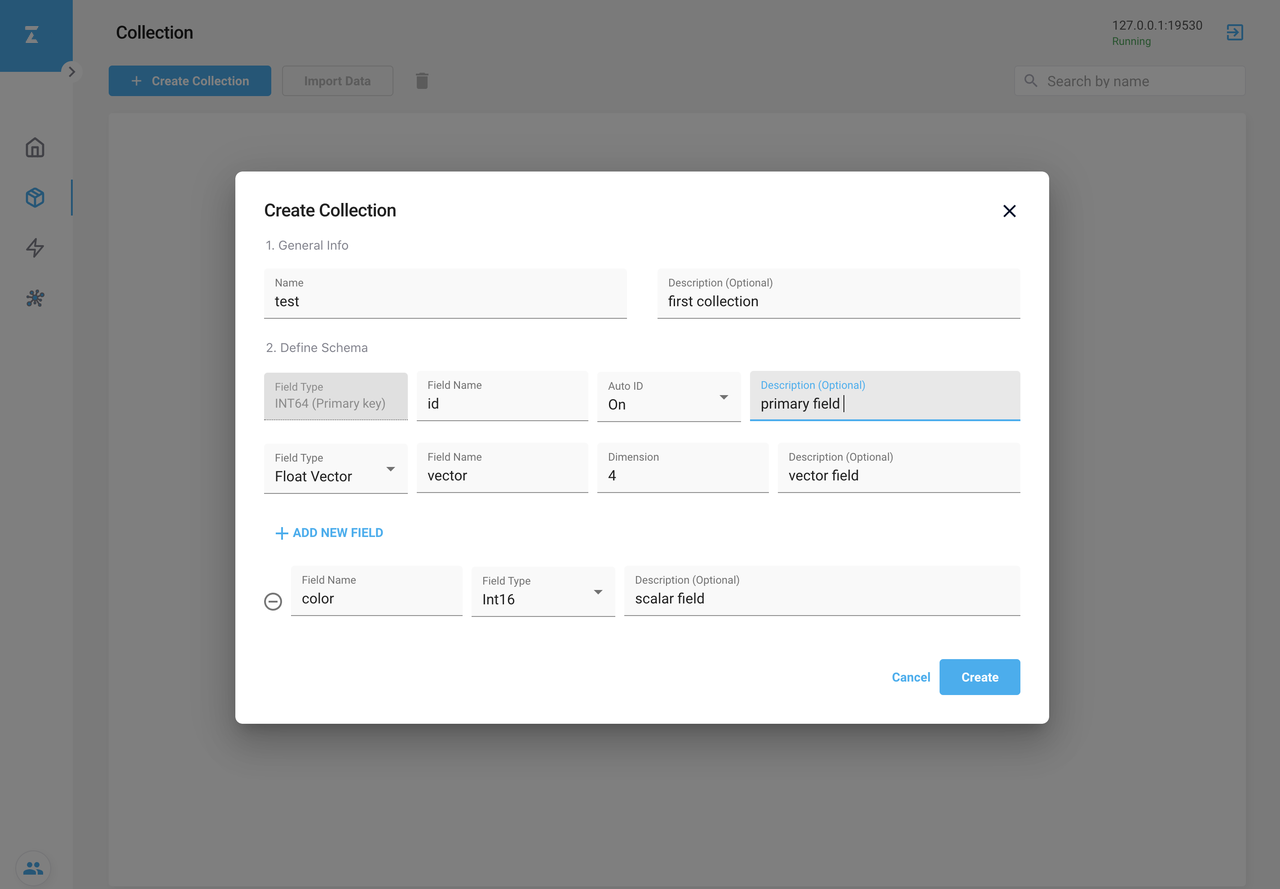 Collection
127.0.0.1:19530
Running
Create Collection
Import Data
Search by name
Create Collection
1. General Info
Name
test
Description (Optional)
first collection
2. Define Schema
Field Type
INT64 (Primary key)
Field Name
id
Auto ID
On
Description (Optional)
primary field
Field Type
Float Vector
Field Name
vector
Dimension
4
Description (Optional)
vector field
ADD NEW FIELD
Field Name
color
Field Type
Int16
Description (Optional)
scalar field
Cancel
Create